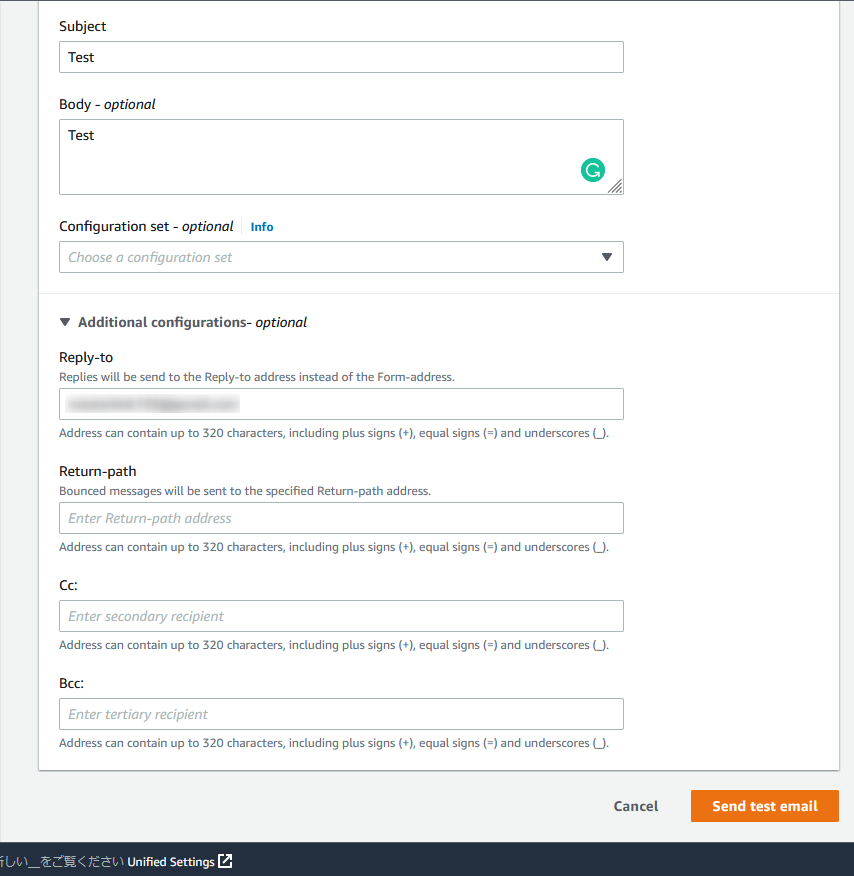 Subject
Test
Body - optional
Test
Configuration set - optional Info
Choose a configuration set
Additional configurations- optional
Reply-to
Replies will be send to the Reply-to address instead of the Form-address.
Address can contain up to 320 characters, including plus signs (+), equal signs (=) and underscores (_).
Return-path
Bounced messages will be sent to the specified Return-path address.
Enter Return-path address
Address can contain up to 320 characters, including plus signs (+), equal signs (=) and underscores (_).
Cc:
Enter secondary recipient
Address can contain up to 320 characters, including plus signs (+), equal signs (=) and underscores (_).
Bcc:
Enter tertiary recipient
Address can contain up to 320 characters, including plus signs (+), equal signs (=) and underscores (_).
Cancel Send test email
しい__をご覧ください Unified Settings